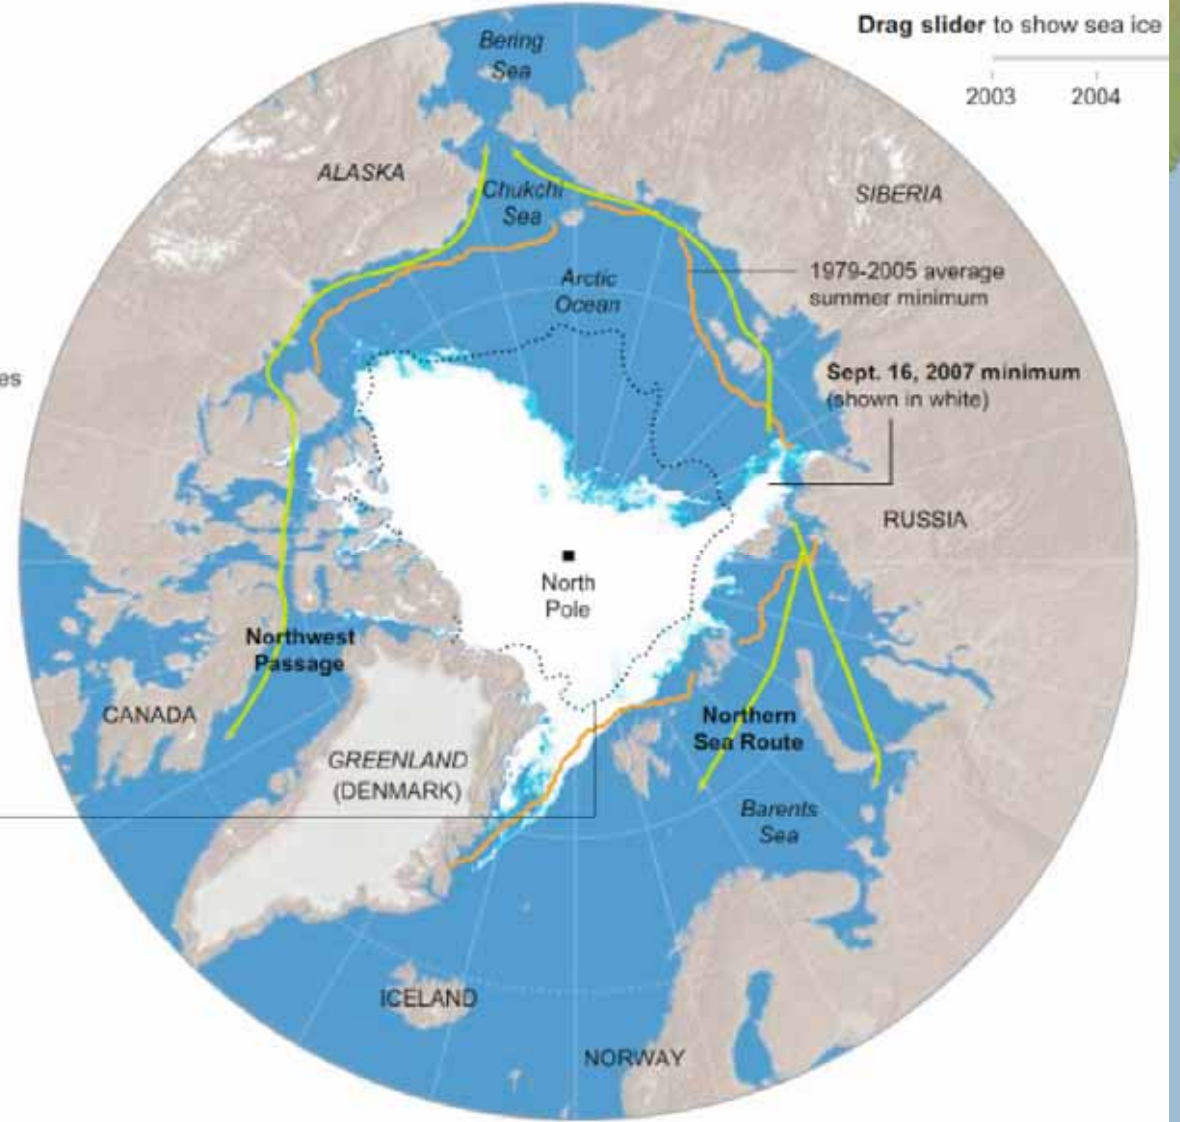 Drag slider to show sea ice
2003 2004
Bering
Sea
ALASKA
Chukchi
Sea
SIBERIA
Arctic
Ocean
1979-2005 average
summer minimum
es
Sept. 16, 2007 minimum
(shown in white)
RUSSIA
North
Pole
Northwest
Passage
CANADA
Northern
Sea Route
GREENLAND
(DENMARK)
Barents
Sea
ICELAND
NORWAY